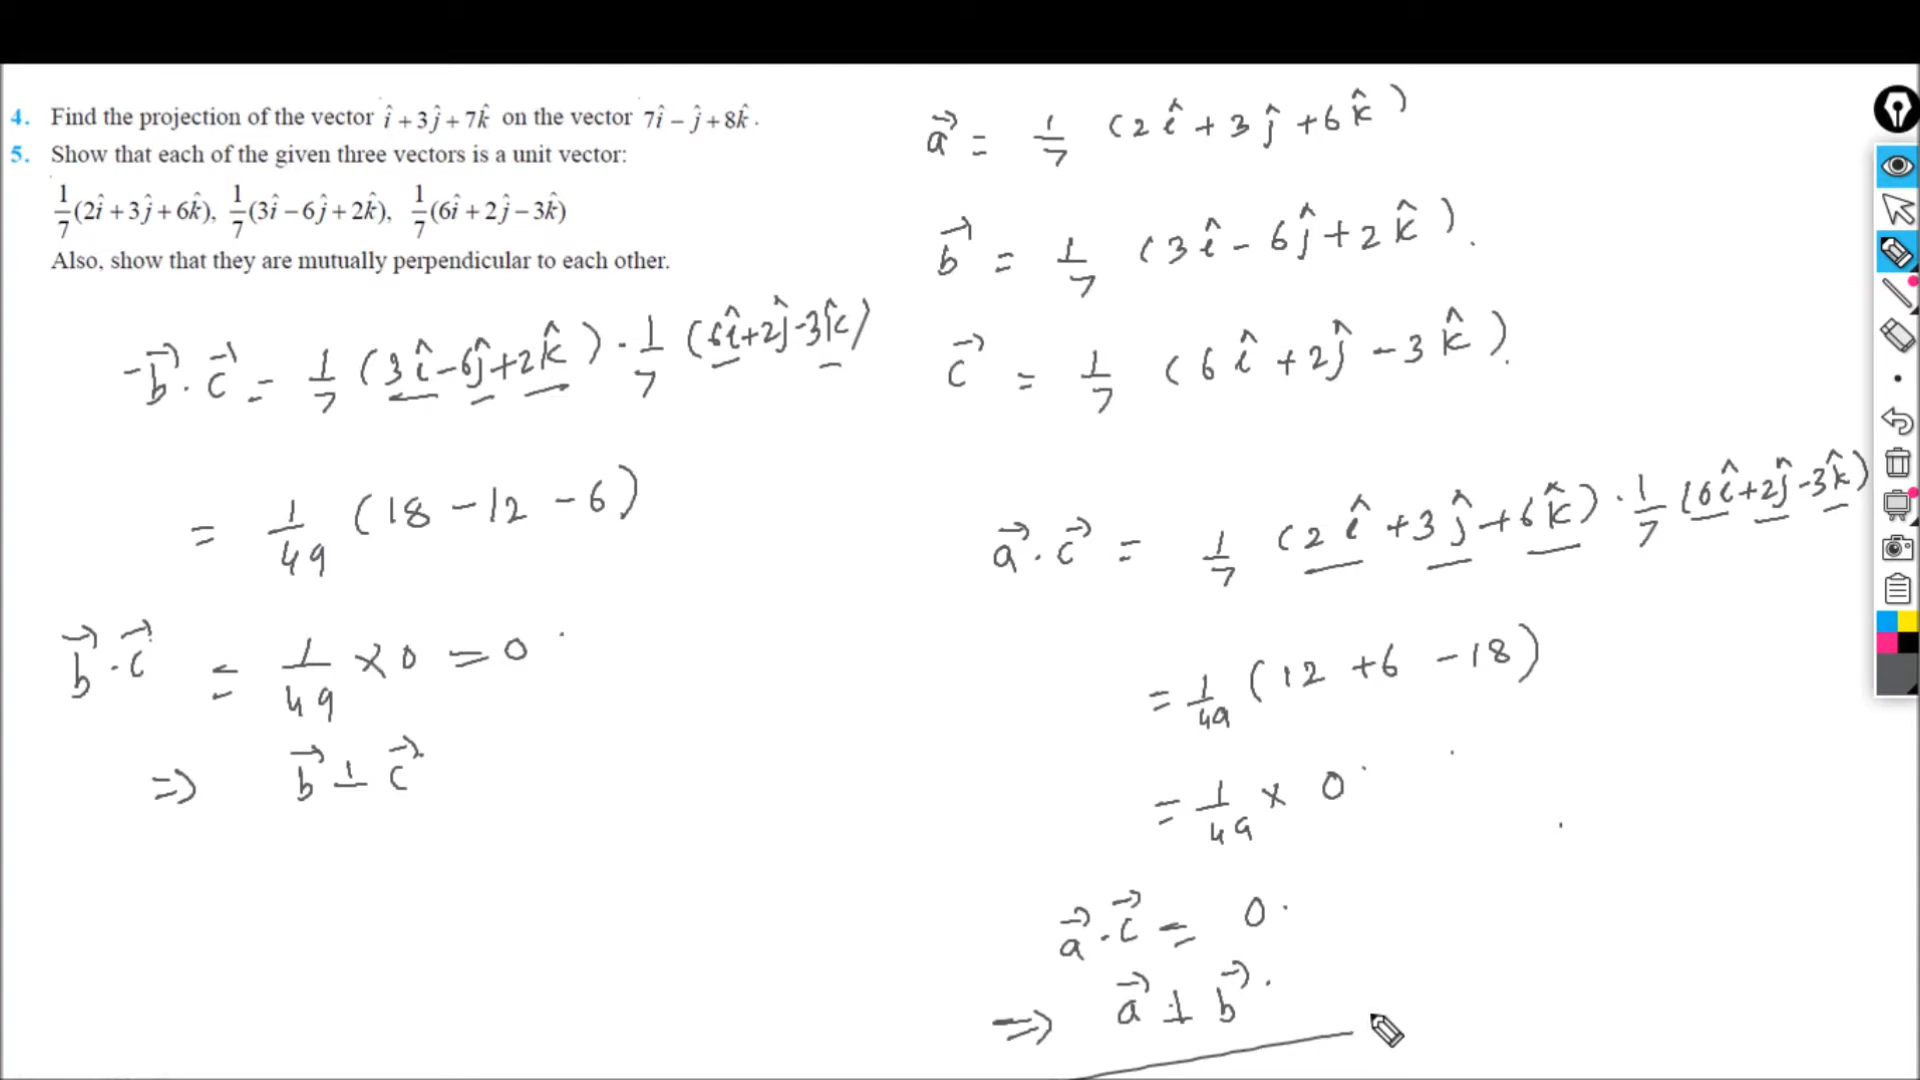 4. Find the projection of the vector î + 3ĵ + 7k̂ on the vector 7î − ĵ + 8k̂.
5. Show that each of the given three vectors is a unit vector:
1/7(2î + 3ĵ + 6k̂), 1/7(3î − 6ĵ + 2k̂), 1/7(6î + 2ĵ − 3k̂)
Also, show that they are mutually perpendicular to each other.
b⃗ · c⃗ = 1/7 (3î − 6ĵ + 2k̂) · 1/7 (6î + 2ĵ − 3k̂)
= 1/49 (18 − 12 − 6)
b⃗ · c⃗ = 1/49 × 0 = 0
⇒ b⃗ ⊥ c⃗
a⃗ = 1/7 (2î + 3ĵ + 6k̂)
b⃗ = 1/7 (3î − 6ĵ + 2k̂).
c⃗ = 1/7 (6î + 2ĵ − 3k̂).
a⃗ · c⃗ = 1/7 (2î + 3ĵ + 6k̂) · 1/7 (6î + 2ĵ − 3k̂)
= 1/49 (12 + 6 − 18)
= 1/49 × 0
a⃗ · c⃗ = 0.
⇒ a⃗ ⊥ b⃗.